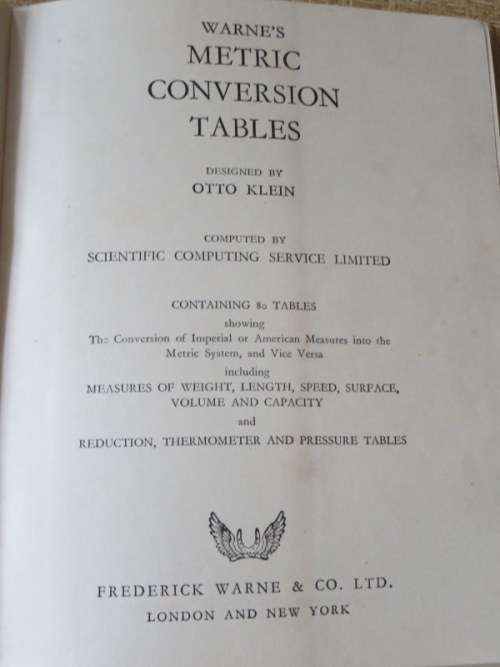 WARNE'S
METRIC
CONVERSION
TABLES
DESIGNED BY
OTTO KLEIN
COMPUTED BY
SCIENTIFIC COMPUTING SERVICE LIMITED
CONTAINING 80 TABLES
showing
The Conversion of Imperial or American Measures into the
Metric System, and Vice Versa
including
MEASURES OF WEIGHT, LENGTH, SPEED, SURFACE,
VOLUME AND CAPACITY
and
REDUCTION, THERMOMETER AND PRESSURE TABLES
FREDERICK WARNE & CO. LTD.
LONDON AND NEW YORK